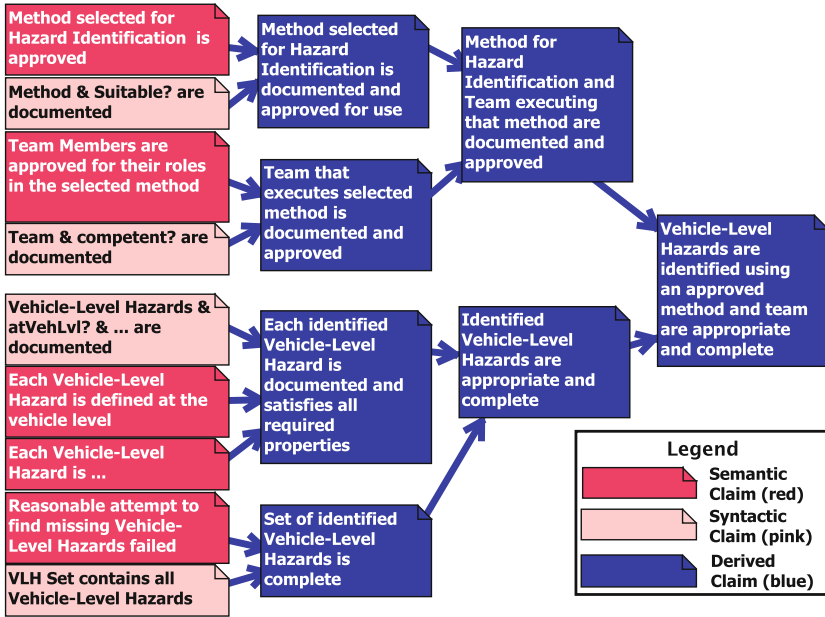 Method selected for
Hazard Identification is
approved
Method & Suitable? are
documented
Team Members are
approved for their roles
in the selected method
Team & competent? are
documented
Vehicle-Level Hazards &
atVehLvl? & ... are
documented
Each Vehicle-Level
Hazard is defined at the
vehicle level
Each Vehicle-Level
Hazard is ...
Reasonable attempt to
find missing Vehicle-
Level Hazards failed
VLH Set contains all
Vehicle-Level Hazards
Method selected
for Hazard
Identification is
documented and
approved for use
Team that
executes selected
method is
documented and
approved
Each identified
Vehicle-Level
Hazard is
documented and
satisfies all
required
properties
Set of identified
Vehicle-Level
Hazards is
complete
Method for
Hazard
Identification and
Team executing
that method are
documented and
approved
Identified
Vehicle-Level
Hazards are
appropriate and
complete
Vehicle-Level
Hazards are
identified using
an approved
method and team
are appropriate
and complete
Legend
Semantic
Claim (red)
Syntactic
Claim (pink)
Derived
Claim (blue)